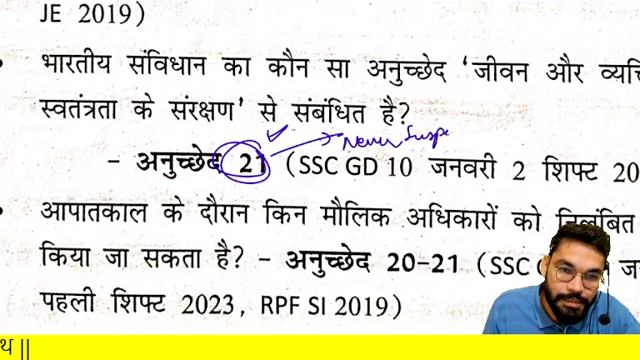 JE 2019)
भारतीय संविधान का कौन सा अनुच्छेद 'जीवन और
स्वतंत्रता के संरक्षण' से संबंधित है?
Never Suspe
- अनुच्छेद 21 (SSC GD 10 जनवरी 2 शिफ्ट 20
आपातकाल के दौरान किन मौलिक अधिकारों को निलंबित
किया जा सकता है? - अनुच्छेद 20-21 (SSC
पहली शिफ्ट 2023, RPF SI 2019)
थ ||